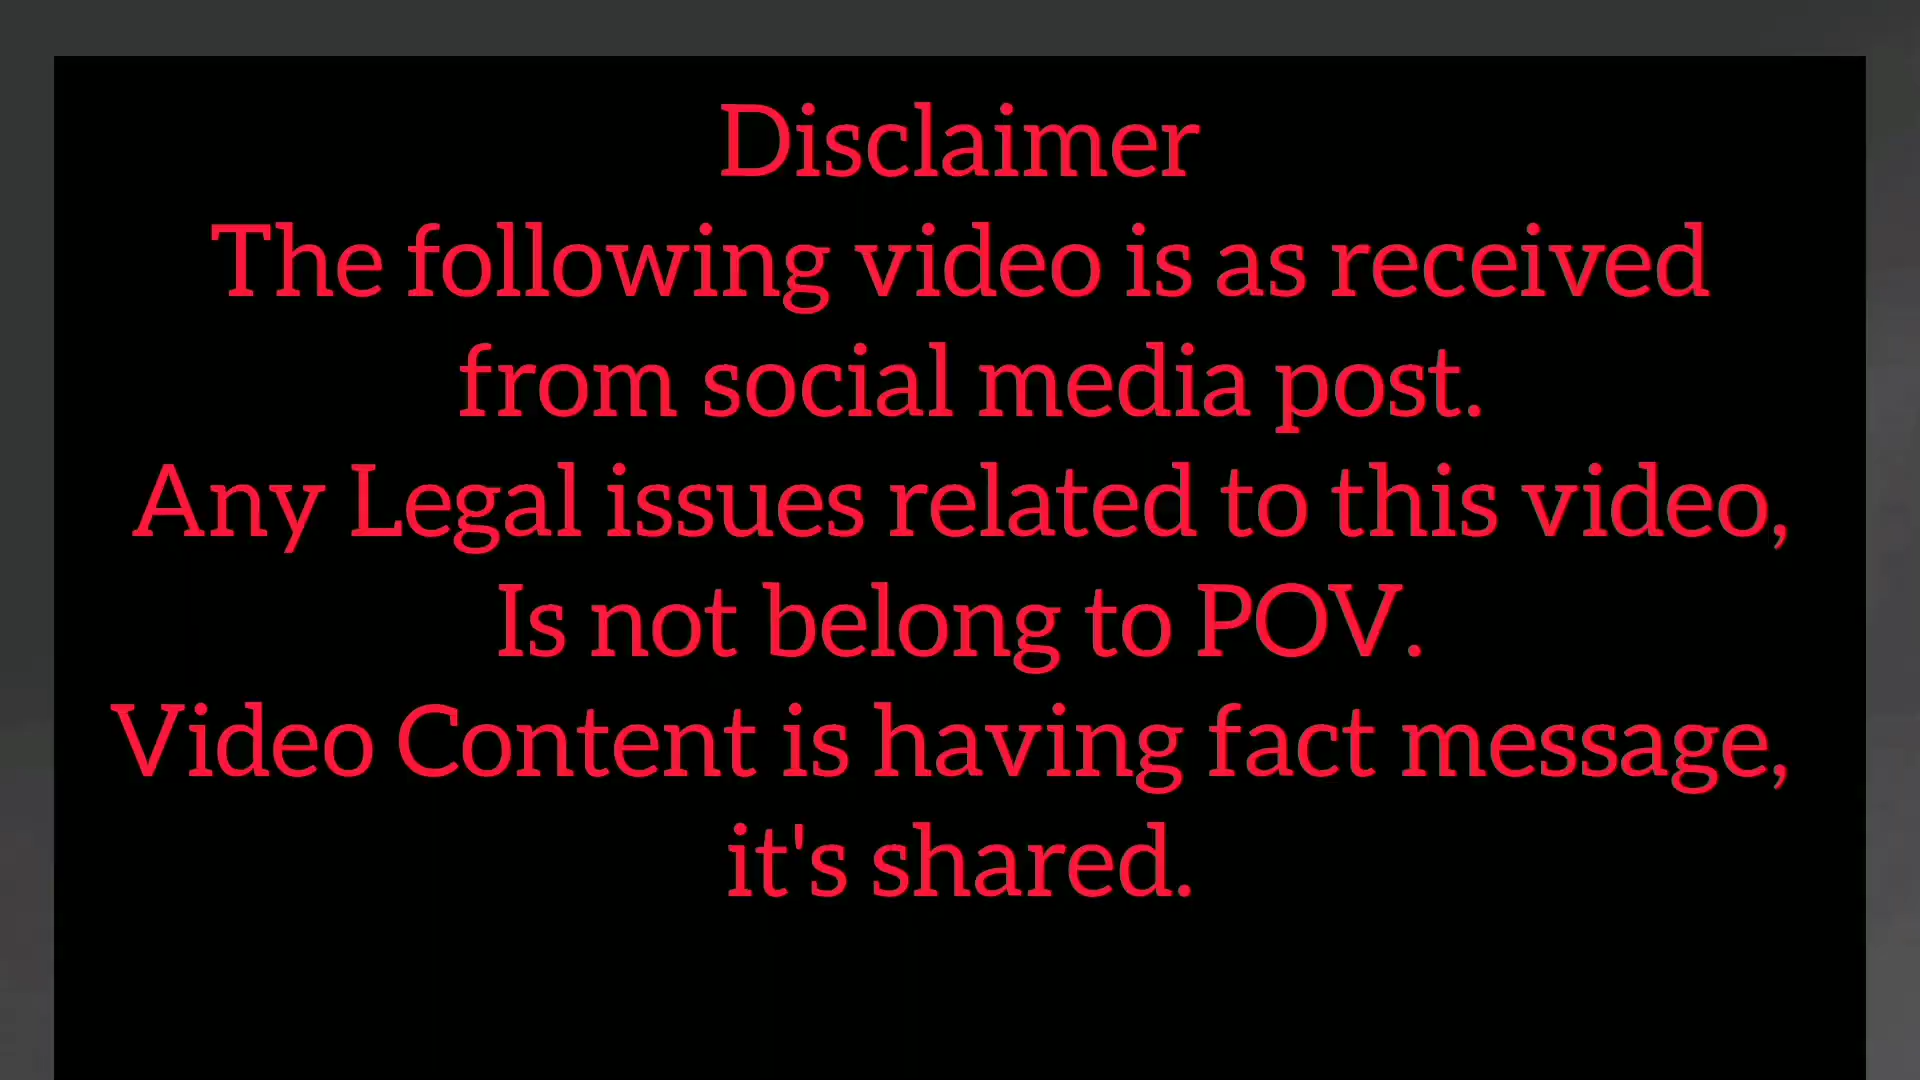 Disclaimer
The following video is as received
from social media post.
Any Legal issues related to this video,
Is not belong to POV.
Video Content is having fact message,
it's shared.